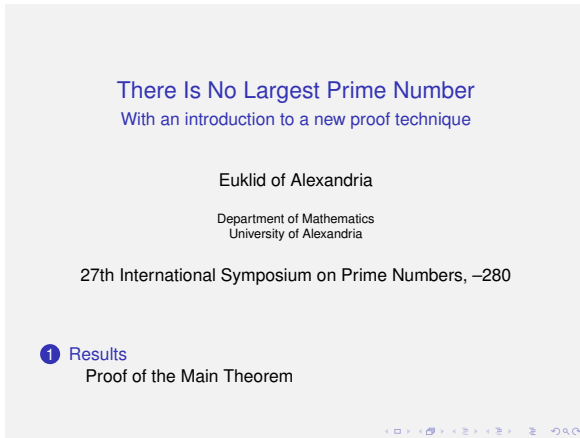 There Is No Largest Prime Number
With an introduction to a new proof technique
Euklid of Alexandria
Department of Mathematics
University of Alexandria
27th International Symposium on Prime Numbers, –280
1 Results
Proof of the Main Theorem